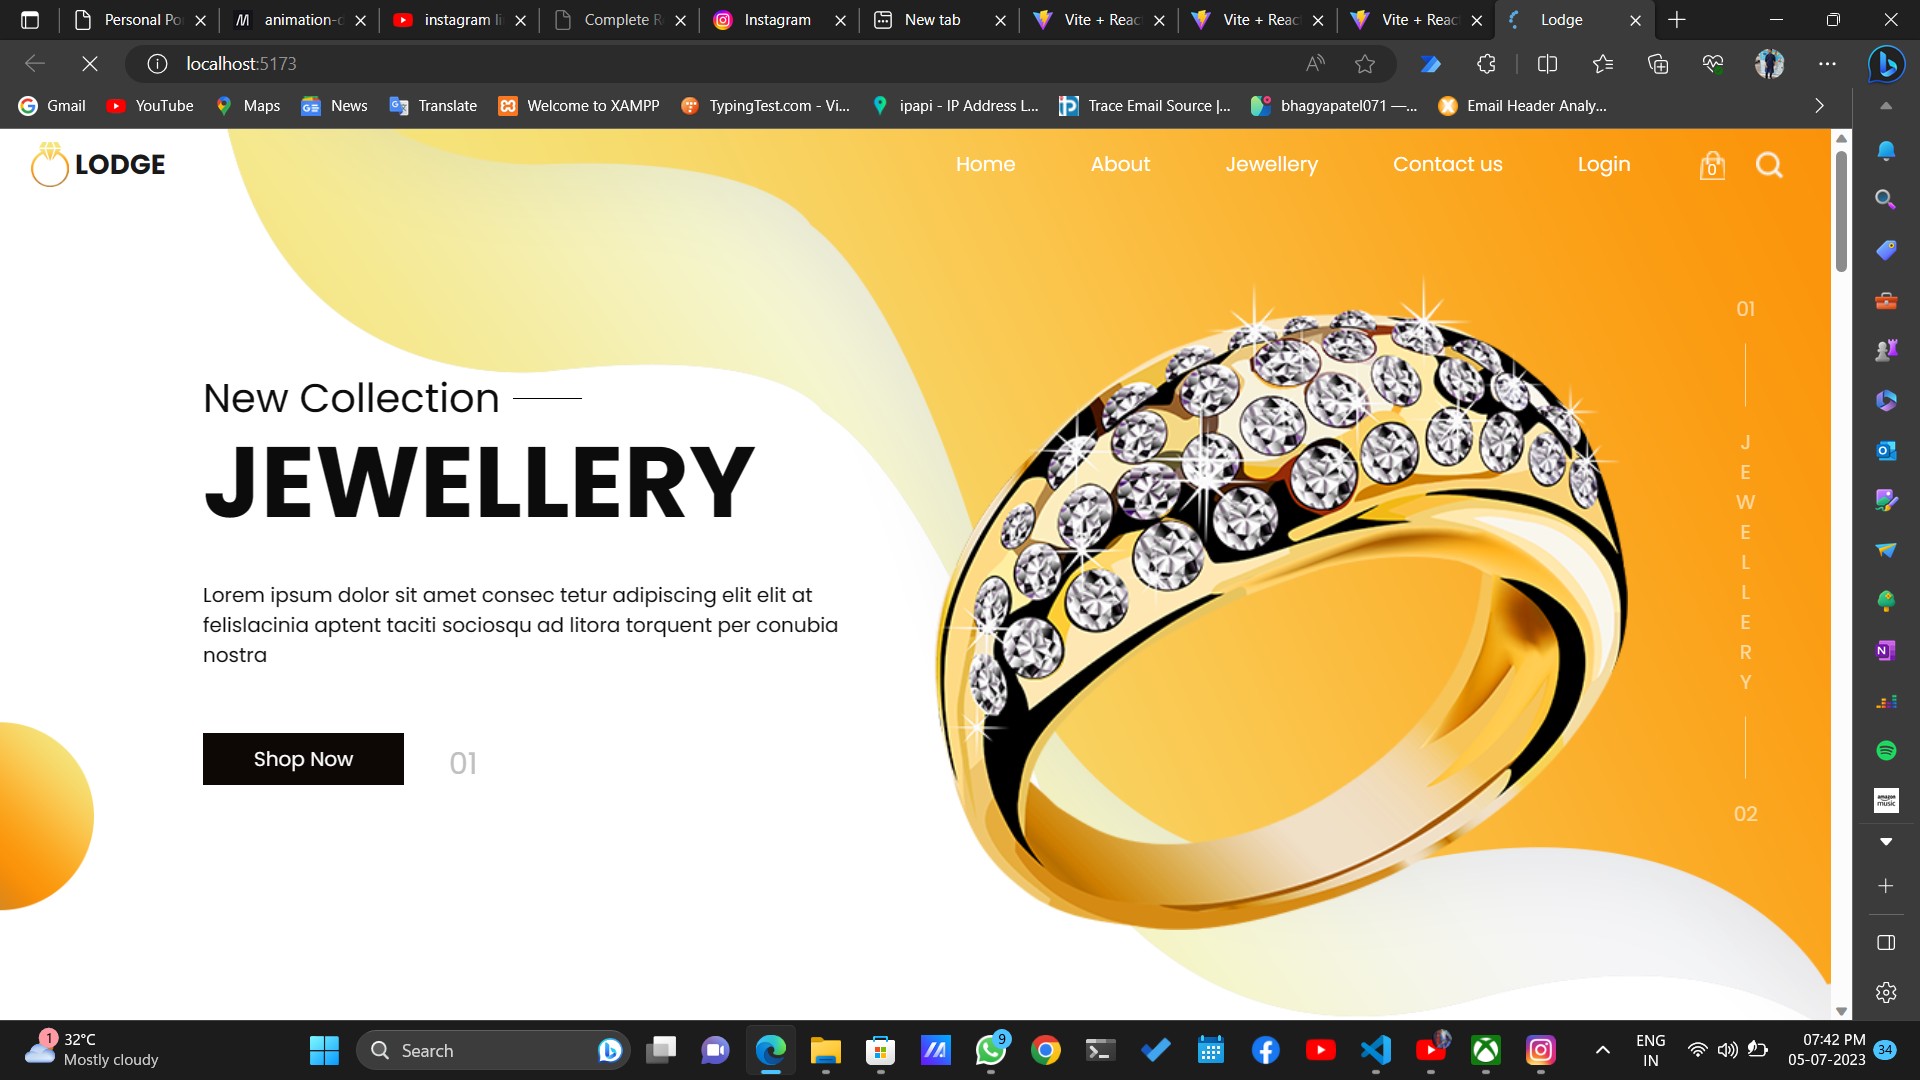 Personal Po
animation-
instagram li
Complete R
Instagram
New tab
Vite + Reac
Vite + Reac
Vite + Reac
Lodge
localhost:5173
Gmail
YouTube
Maps
News
Translate
Welcome to XAMPP
TypingTest.com - Vi...
ipapi - IP Address L...
Trace Email Source |...
bhagyapatel071 —...
Email Header Analy...
LODGE
Home
About
Jewellery
Contact us
Login
0
01
JEWELLERY
02
New Collection
JEWELLERY
Lorem ipsum dolor sit amet consec tetur adipiscing elit elit at
felislacinia aptent taciti sociosqu ad litora torquent per conubia
nostra
Shop Now
01
amazon
music
1
32°C
Mostly cloudy
Search
9
ENG
IN
07:42 PM
05-07-2023
34